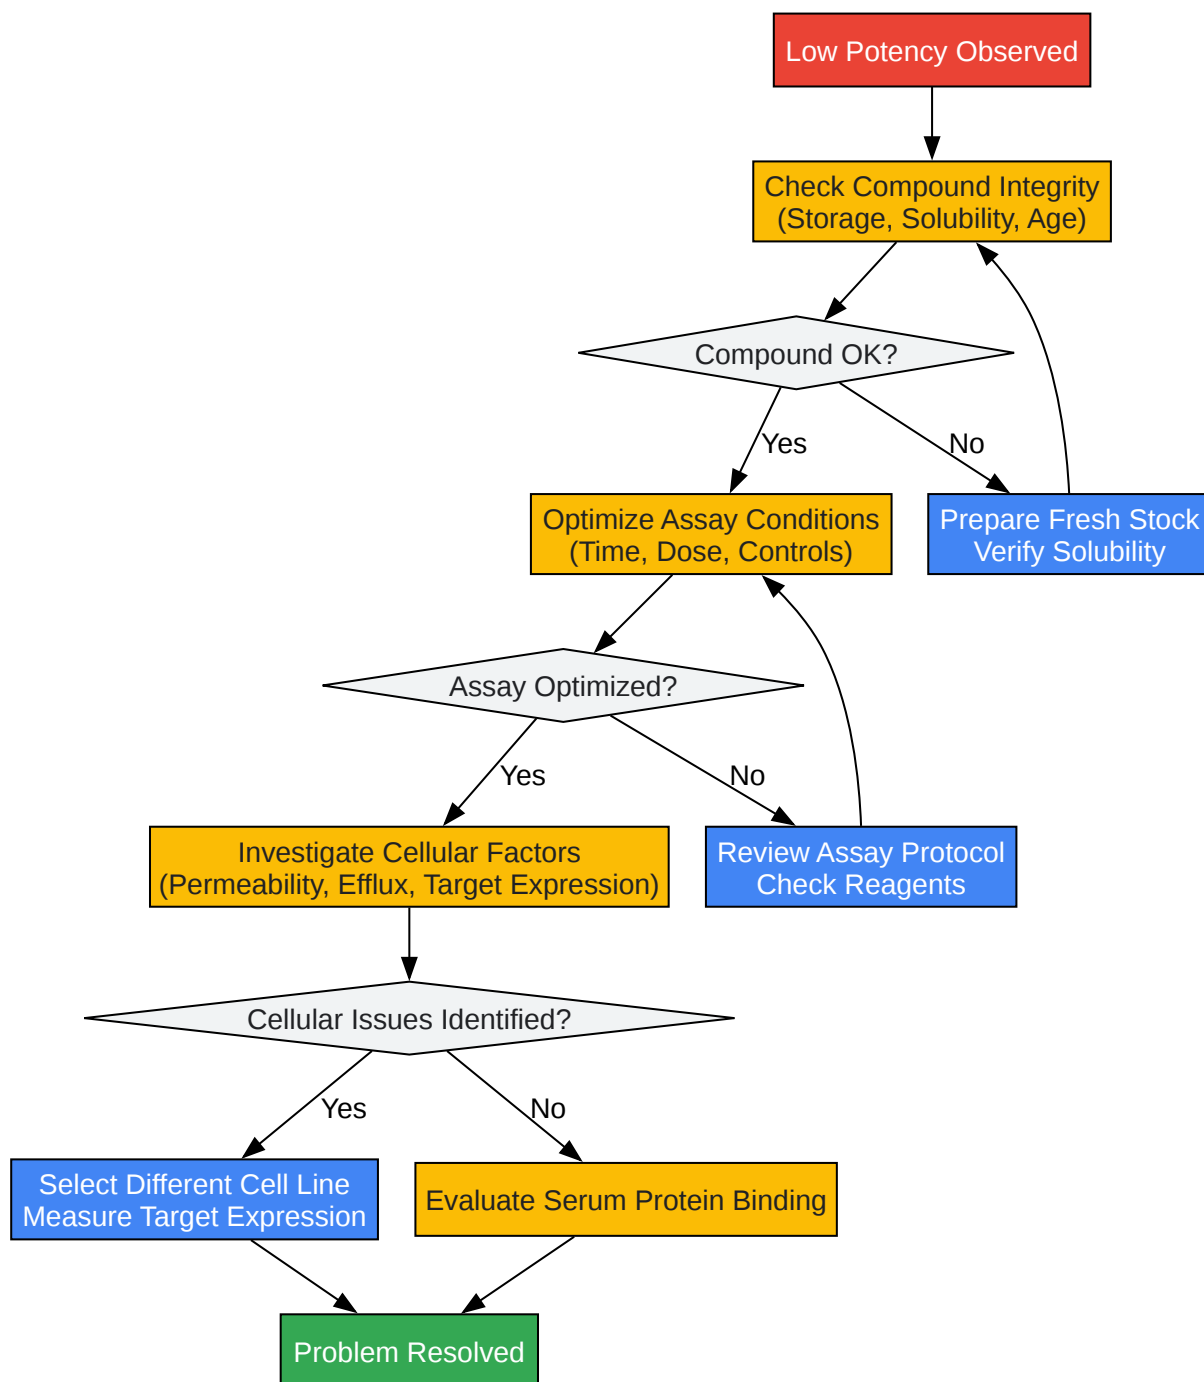 Low Potency Observed
Check Compound Integrity
(Storage, Solubility, Age)
Compound OK?
Yes
No
Optimize Assay Conditions
(Time, Dose, Controls)
Prepare Fresh Stock
Verify Solubility
Assay Optimized?
Yes
No
Investigate Cellular Factors
(Permeability, Efflux, Target Expression)
Review Assay Protocol
Check Reagents
Cellular Issues Identified?
Yes
No
Select Different Cell Line
Measure Target Expression
Evaluate Serum Protein Binding
Problem Resolved